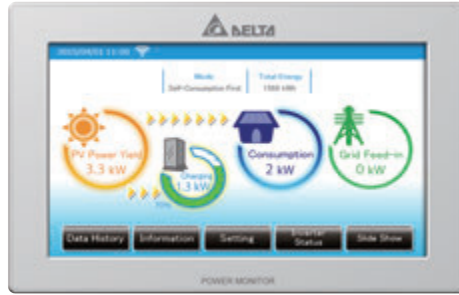 DELTA
2015/04/01 11:00
Mode
Total Energy
Self-Consumption First
1500 kWh
PV Power Yield
3.3 kW
Charging
1.3 kW
Consumption
2 kW
Grid Feed-in
0 kW
Data History
Information
Setting
Inverter
Status
Slide Show
POWER MONITOR